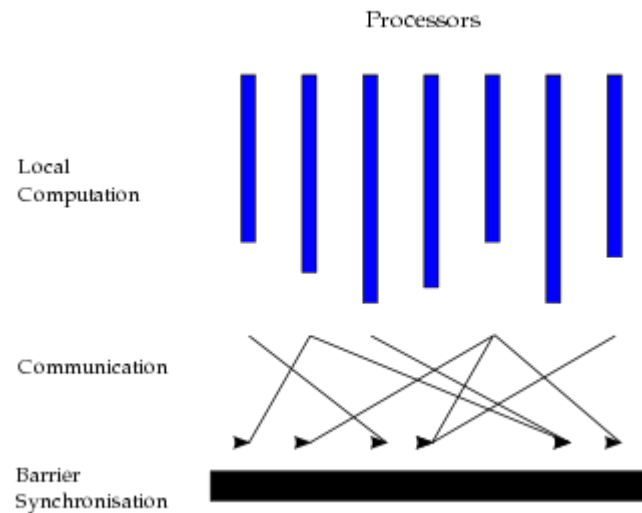 Processors
Local
Computation
Communication
Barrier
Synchronisation